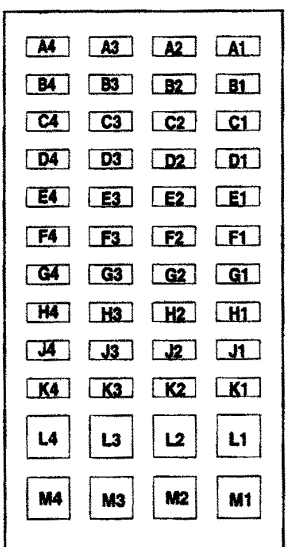 A4 A3 A2 A1
B4 B3 B2 B1
C4 C3 C2 C1
D4 D3 D2 D1
E4 E3 E2 E1
F4 F3 F2 F1
G4 G3 G2 G1
H4 H3 H2 H1
J4 J3 J2 J1
K4 K3 K2 K1
L4 L3 L2 L1
M4 M3 M2 M1